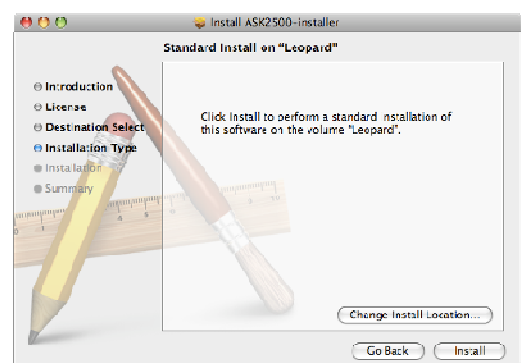 Install ASK2500-installer
Standard Install on "Leopard"
Introduction
License
Destination Select
Installation Type
Installation
Summary
Click Install to perform a standard installation of
this software on the volume "Leopard".
Change Install Location...
Go Back
Install